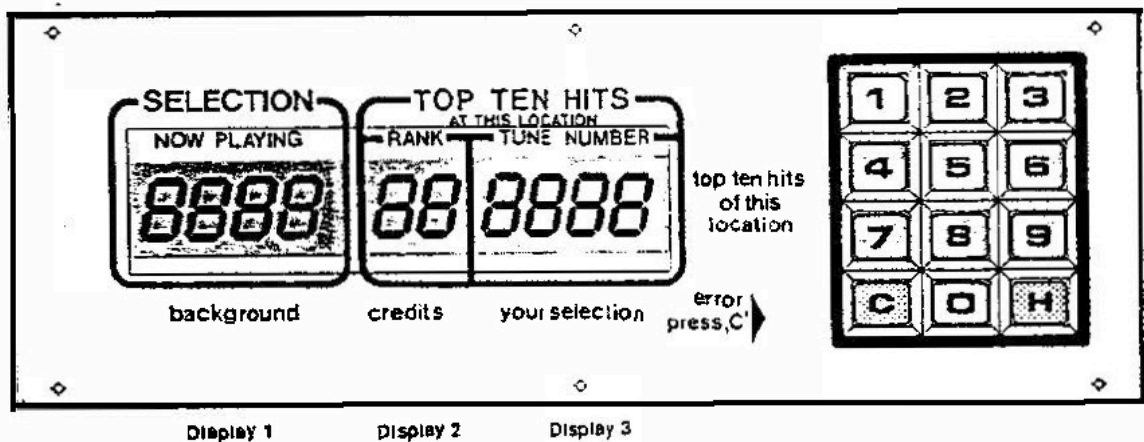 SELECTION
TOP TEN HITS
AT THIS LOCATION
NOW PLAYING
RANK
TUNE NUMBER
8888
88
8888
top ten hits
of this
location
background
credits
your selection
error
press,C'
1 2 3
4 5 6
7 8 9
C 0 H
Display 1
Display 2
Display 3